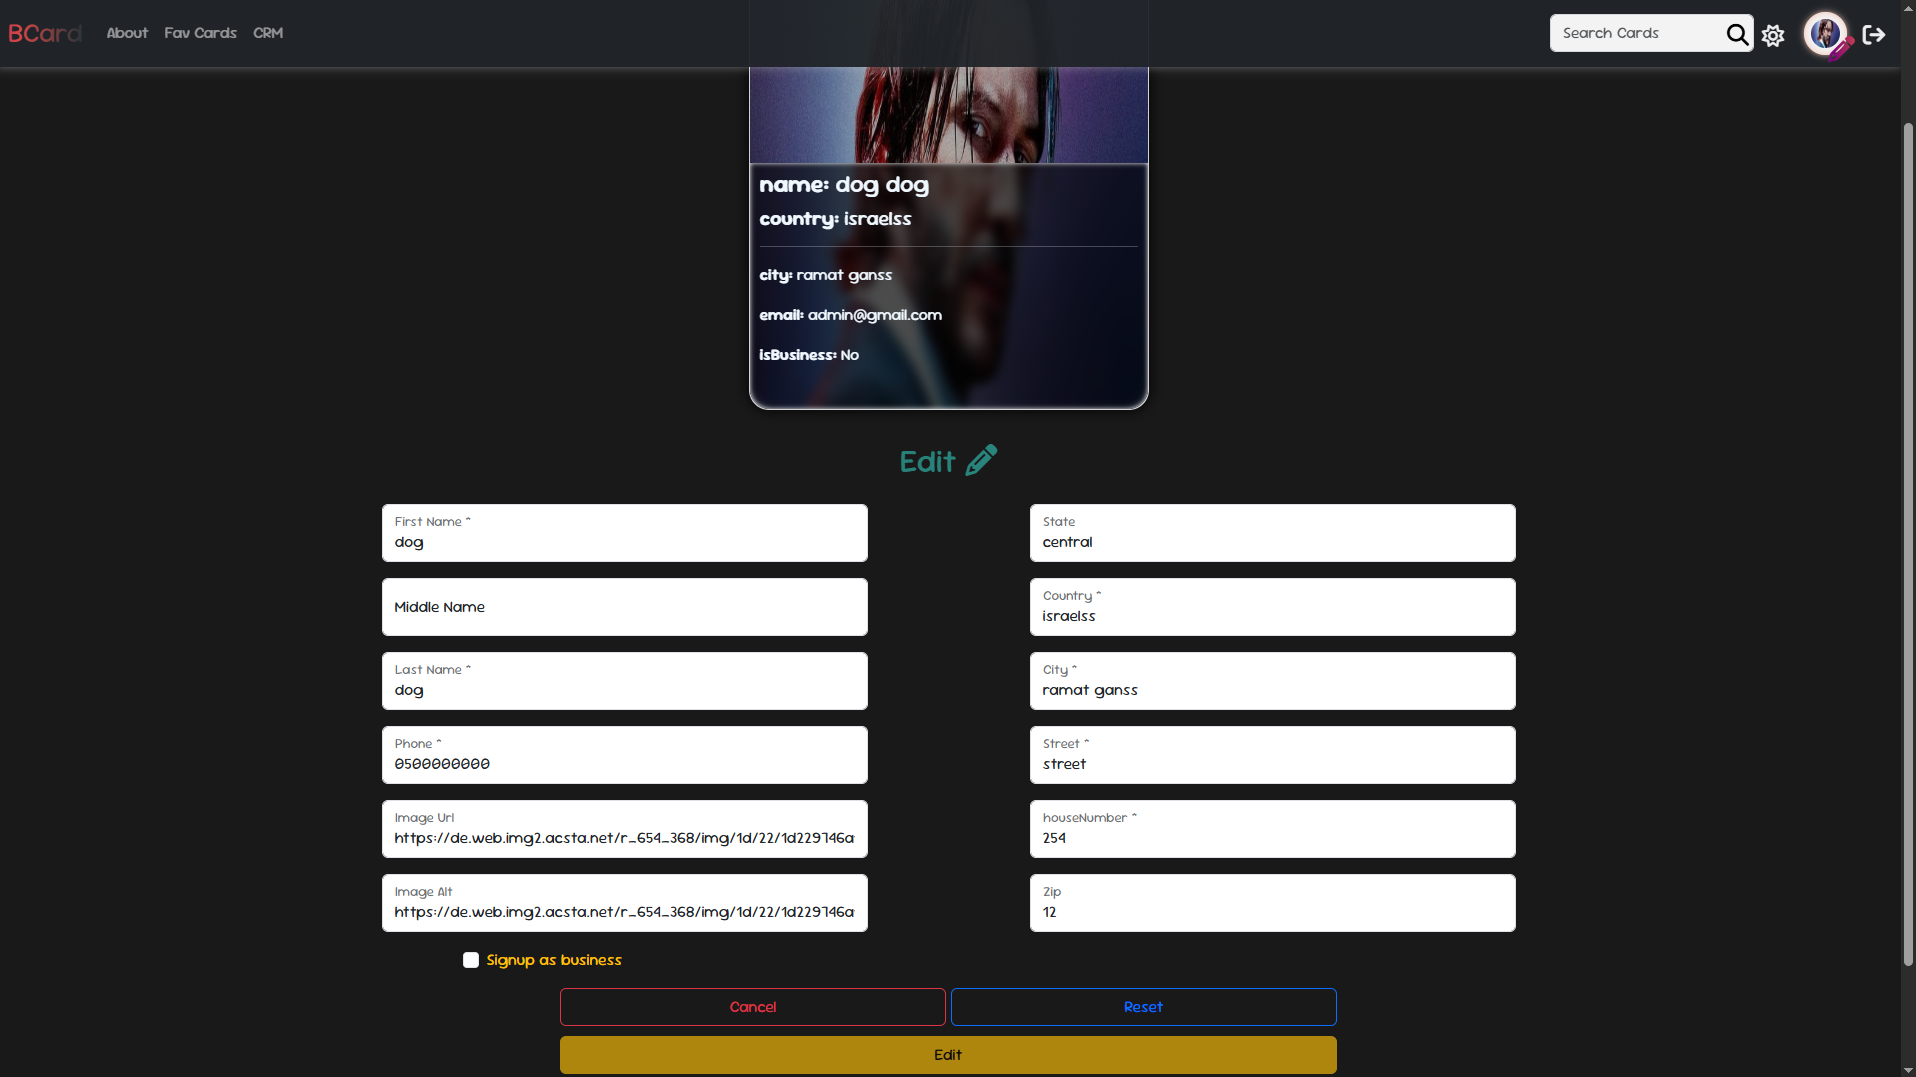 BCard About Fav Cards CRM Search Cards
name: dog dog
country: israelss
city: ramat ganss
email: admin@gmail.com
isBusiness: No
Edit
First Name *
dog
Middle Name
Last Name *
dog
Phone *
0500000000
Image Url
https://de.web.img2.acsta.net/r_654_368/img/1d/22/1d229746a
Image Alt
https://de.web.img2.acsta.net/r_654_368/img/1d/22/1d229746a
State
central
Country *
israelss
City *
ramat ganss
Street *
street
houseNumber *
254
Zip
12
Signup as business
Cancel
Reset
Edit